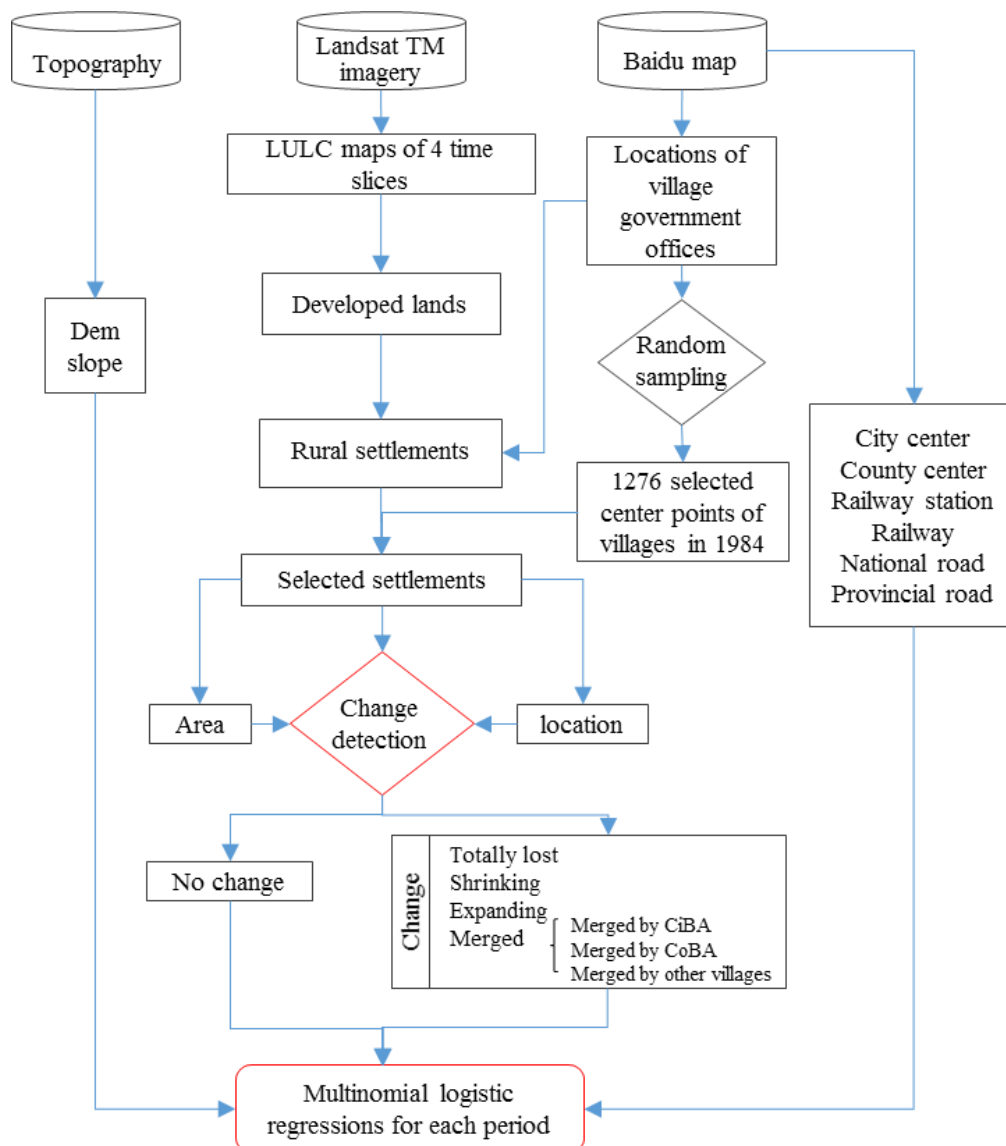 Topography
Landsat TM
imagery
Baidu map
LULC maps of 4 time
slices
Locations of
village
government
offices
Developed lands
Dem
slope
Random
sampling
Rural settlements
City center
County center
Railway station
Railway
National road
Provincial road
1276 selected
center points of
villages in 1984
Selected settlements
Area
Change
detection
location
No change
Change
Totally lost
Shrinking
Expanding
Merged
Merged by CiBA
Merged by CoBA
Merged by other villages
Multinomial logistic
regressions for each period